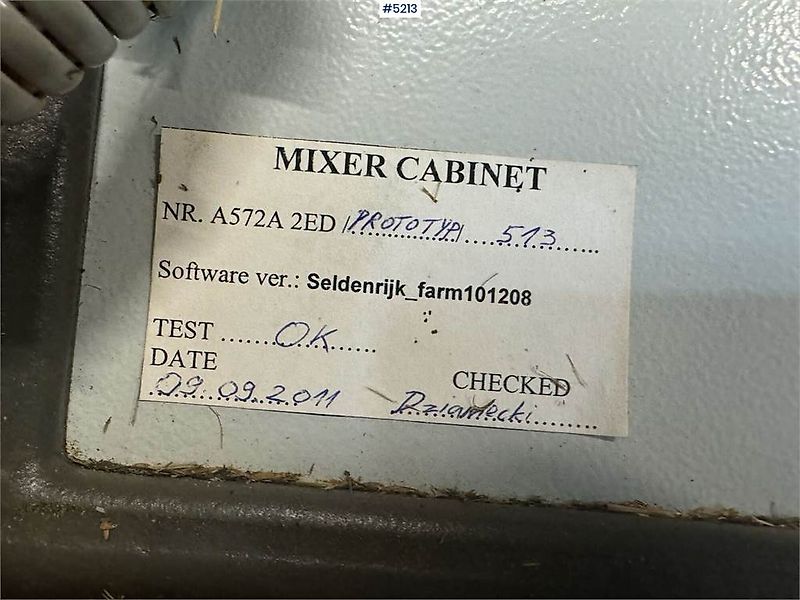 #5213
MIXER CABINET
NR. A572A 2ED /PROTOTYP/ .... 513 ......
Software ver.: Seldenrijk_farm101208
TEST ...... OK ......
DATE
09.09.2011
CHECKED